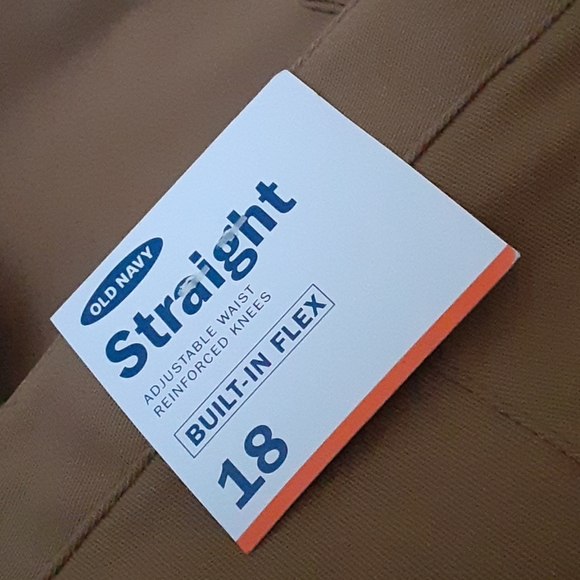 OLD NAVY
Straight
ADJUSTABLE WAIST
REINFORCED KNEES
BUILT-IN FLEX
18